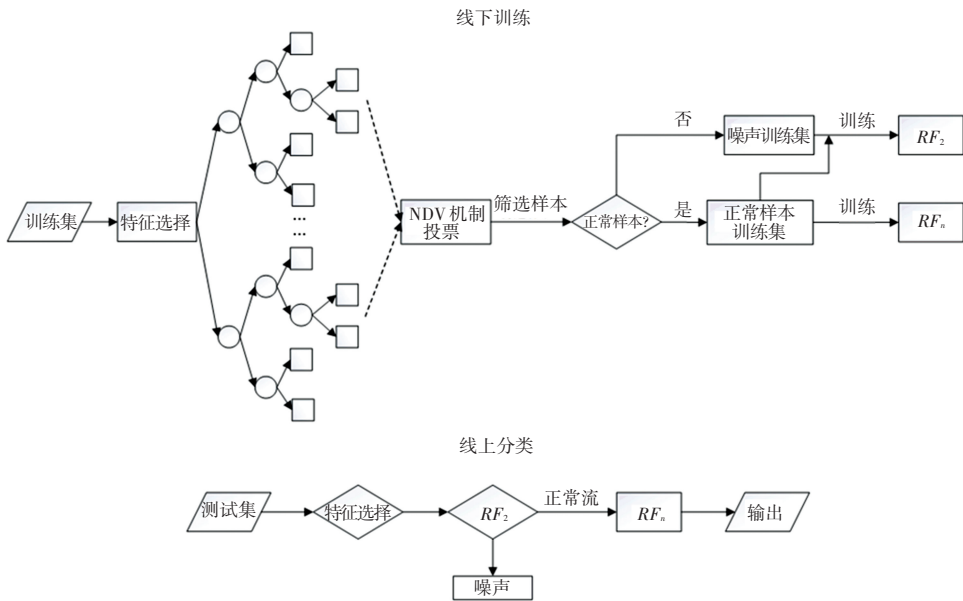 线下训练
训练集
特征选择
...
...
NDV 机制
投票
筛选样本
正常样本?
否
是
噪声训练集
正常样本
训练集
训练
训练
RF₂
RFₙ
线上分类
测试集
特征选择
RF₂
正常流
RFₙ
输出
噪声